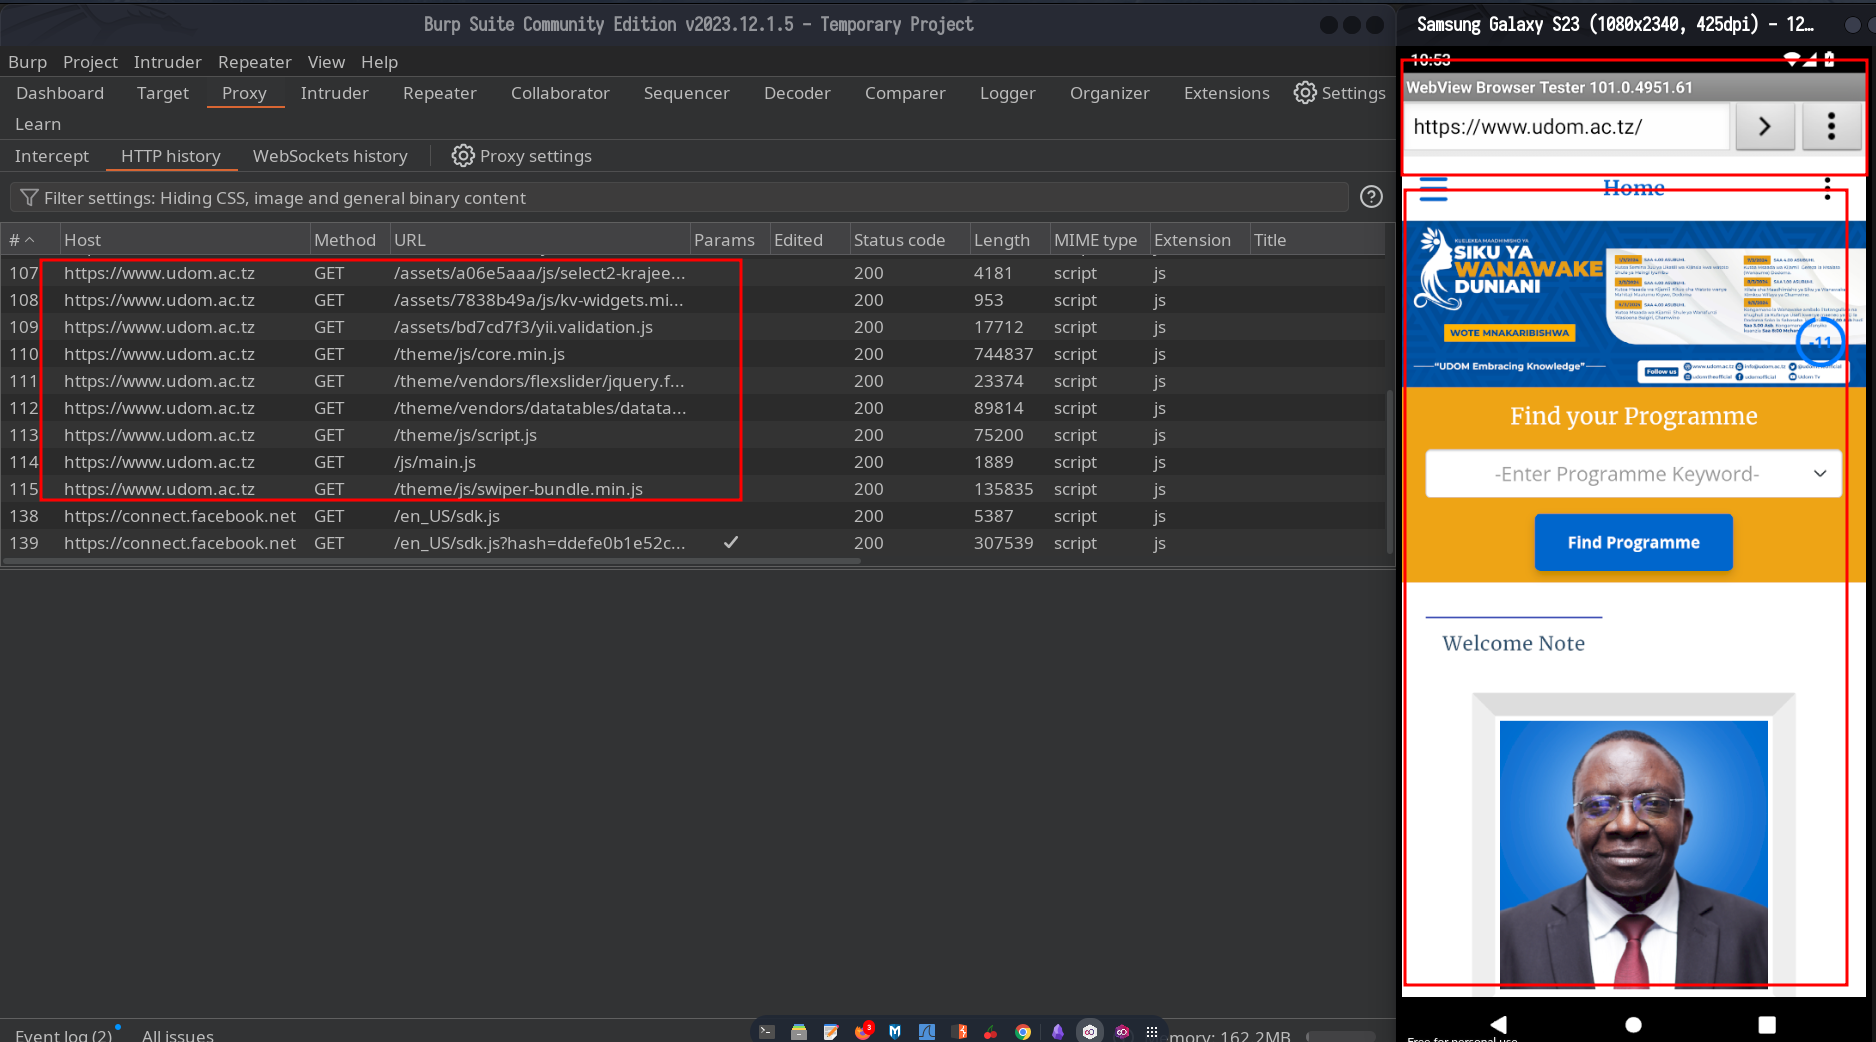 Burp Suite Community Edition v2023.12.1.5 - Temporary Project
Burp Project Intruder Repeater View Help
Dashboard Target Proxy Intruder Repeater Collaborator Sequencer Decoder Comparer Logger Organizer Extensions Settings
Learn
Intercept HTTP history WebSockets history Proxy settings
Filter settings: Hiding CSS, image and general binary content
# Host Method URL Params Edited Status code Length MIME type Extension Title
107 https://www.udom.ac.tz GET /assets/a06e5aaa/js/select2-krajee... 200 4181 script js
108 https://www.udom.ac.tz GET /assets/7838b49a/js/kv-widgets.mi... 200 953 script js
109 https://www.udom.ac.tz GET /assets/bd7cd7f3/yii.validation.js 200 17712 script js
110 https://www.udom.ac.tz GET /theme/js/core.min.js 200 744837 script js
111 https://www.udom.ac.tz GET /theme/vendors/flexslider/jquery.f... 200 23374 script js
112 https://www.udom.ac.tz GET /theme/vendors/datatables/datata... 200 89814 script js
113 https://www.udom.ac.tz GET /theme/js/script.js 200 75200 script js
114 https://www.udom.ac.tz GET /js/main.js 200 1889 script js
115 https://www.udom.ac.tz GET /theme/js/swiper-bundle.min.js 200 135835 script js
138 https://connect.facebook.net GET /en_US/sdk.js 200 5387 script js
139 https://connect.facebook.net GET /en_US/sdk.js?hash=ddefe0b1e52c... 200 307539 script js
Event log (2) All issues
mory: 162.2MB
3
Samsung Galaxy S23 (1080x2340, 425dpi) - 12...
10:53
WebView Browser Tester 101.0.4951.61
https://www.udom.ac.tz/
Home
KUELEKEA MAADHIMISHO YA
SIKU YA
WANAWAKE
DUNIANI
WOTE MNAKARIBISHWA
-11
"UDOM Embracing Knowledge"
Follow us
www.udom.ac.tz
Find your Programme
-Enter Programme Keyword-
Find Programme
Welcome Note
Free for personal use